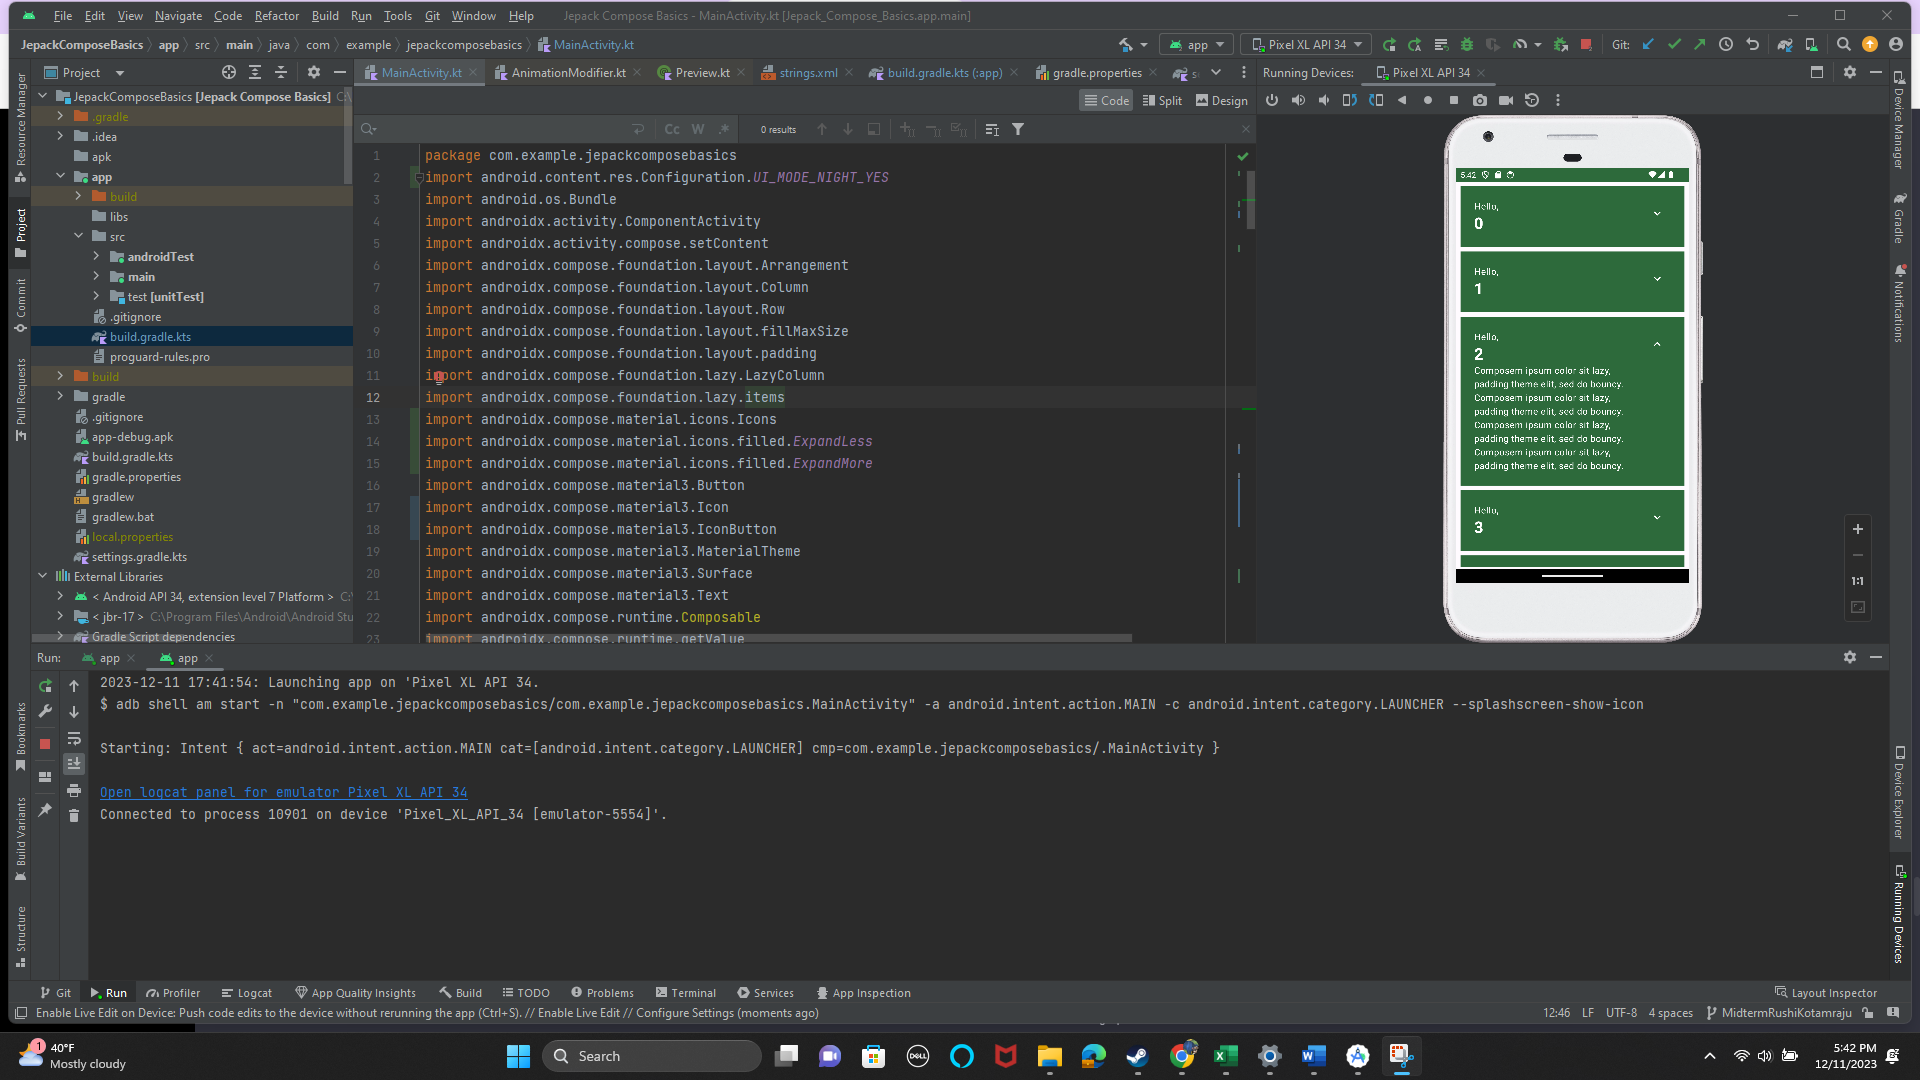 File Edit View Navigate Code Refactor Build Run Tools Git Window Help Jepack Compose Basics - MainActivity.kt [Jepack_Compose_Basics.app.main]
JepackComposeBasics app src main java com example jepackcomposebasics MainActivity.kt app Pixel XL API 34 Git:
Project
MainActivity.kt AnimationModifier.kt Preview.kt strings.xml build.gradle.kts (:app) gradle.properties
Running Devices: Pixel XL API 34
Code Split Design
Cc W .* 0 results
JepackComposeBasics [Jepack Compose Basics] C:\
.gradle
.idea
apk
app
build
libs
src
androidTest
main
test [unitTest]
.gitignore
build.gradle.kts
proguard-rules.pro
build
gradle
.gitignore
app-debug.apk
build.gradle.kts
gradle.properties
gradlew
gradlew.bat
local.properties
settings.gradle.kts
External Libraries
< Android API 34, extension level 7 Platform > C:
< jbr-17 > C:\Program Files\Android\Android Stu
Gradle Script dependencies
Resource Manager
Project
Commit
Pull Requests
Bookmarks
Build Variants
Structure
1 package com.example.jepackcomposebasics
2 import android.content.res.Configuration.UI_MODE_NIGHT_YES
3 import android.os.Bundle
4 import androidx.activity.ComponentActivity
5 import androidx.activity.compose.setContent
6 import androidx.compose.foundation.layout.Arrangement
7 import androidx.compose.foundation.layout.Column
8 import androidx.compose.foundation.layout.Row
9 import androidx.compose.foundation.layout.fillMaxSize
10 import androidx.compose.foundation.layout.padding
11 import androidx.compose.foundation.lazy.LazyColumn
12 import androidx.compose.foundation.lazy.items
13 import androidx.compose.material.icons.Icons
14 import androidx.compose.material.icons.filled.ExpandLess
15 import androidx.compose.material.icons.filled.ExpandMore
16 import androidx.compose.material3.Button
17 import androidx.compose.material3.Icon
18 import androidx.compose.material3.IconButton
19 import androidx.compose.material3.MaterialTheme
20 import androidx.compose.material3.Surface
21 import androidx.compose.material3.Text
22 import androidx.compose.runtime.Composable
23 import androidx.compose.runtime.getValue
5:42
Hello,
0
Hello,
1
Hello,
2
Composem ipsum color sit lazy,
padding theme elit, sed do bouncy.
Composem ipsum color sit lazy,
padding theme elit, sed do bouncy.
Composem ipsum color sit lazy,
padding theme elit, sed do bouncy.
Composem ipsum color sit lazy,
padding theme elit, sed do bouncy.
Hello,
3
1:1
Device Manager
Gradle
Notifications
Device Explorer
Running Devices
Run: app app
2023-12-11 17:41:54: Launching app on 'Pixel XL API 34.
$ adb shell am start -n "com.example.jepackcomposebasics/com.example.jepackcomposebasics.MainActivity" -a android.intent.action.MAIN -c android.intent.category.LAUNCHER --splashscreen-show-icon
Starting: Intent { act=android.intent.action.MAIN cat=[android.intent.category.LAUNCHER] cmp=com.example.jepackcomposebasics/.MainActivity }
Open logcat panel for emulator Pixel XL API 34
Connected to process 10901 on device 'Pixel_XL_API_34 [emulator-5554]'.
Git Run Profiler Logcat App Quality Insights Build TODO Problems Terminal Services App Inspection Layout Inspector
Enable Live Edit on Device: Push code edits to the device without rerunning the app (Ctrl+S). // Enable Live Edit // Configure Settings (moments ago) 12:46 LF UTF-8 4 spaces MidtermRushiKotamraju
1
40°F
Mostly cloudy
Search
DELL
5:42 PM
12/11/2023